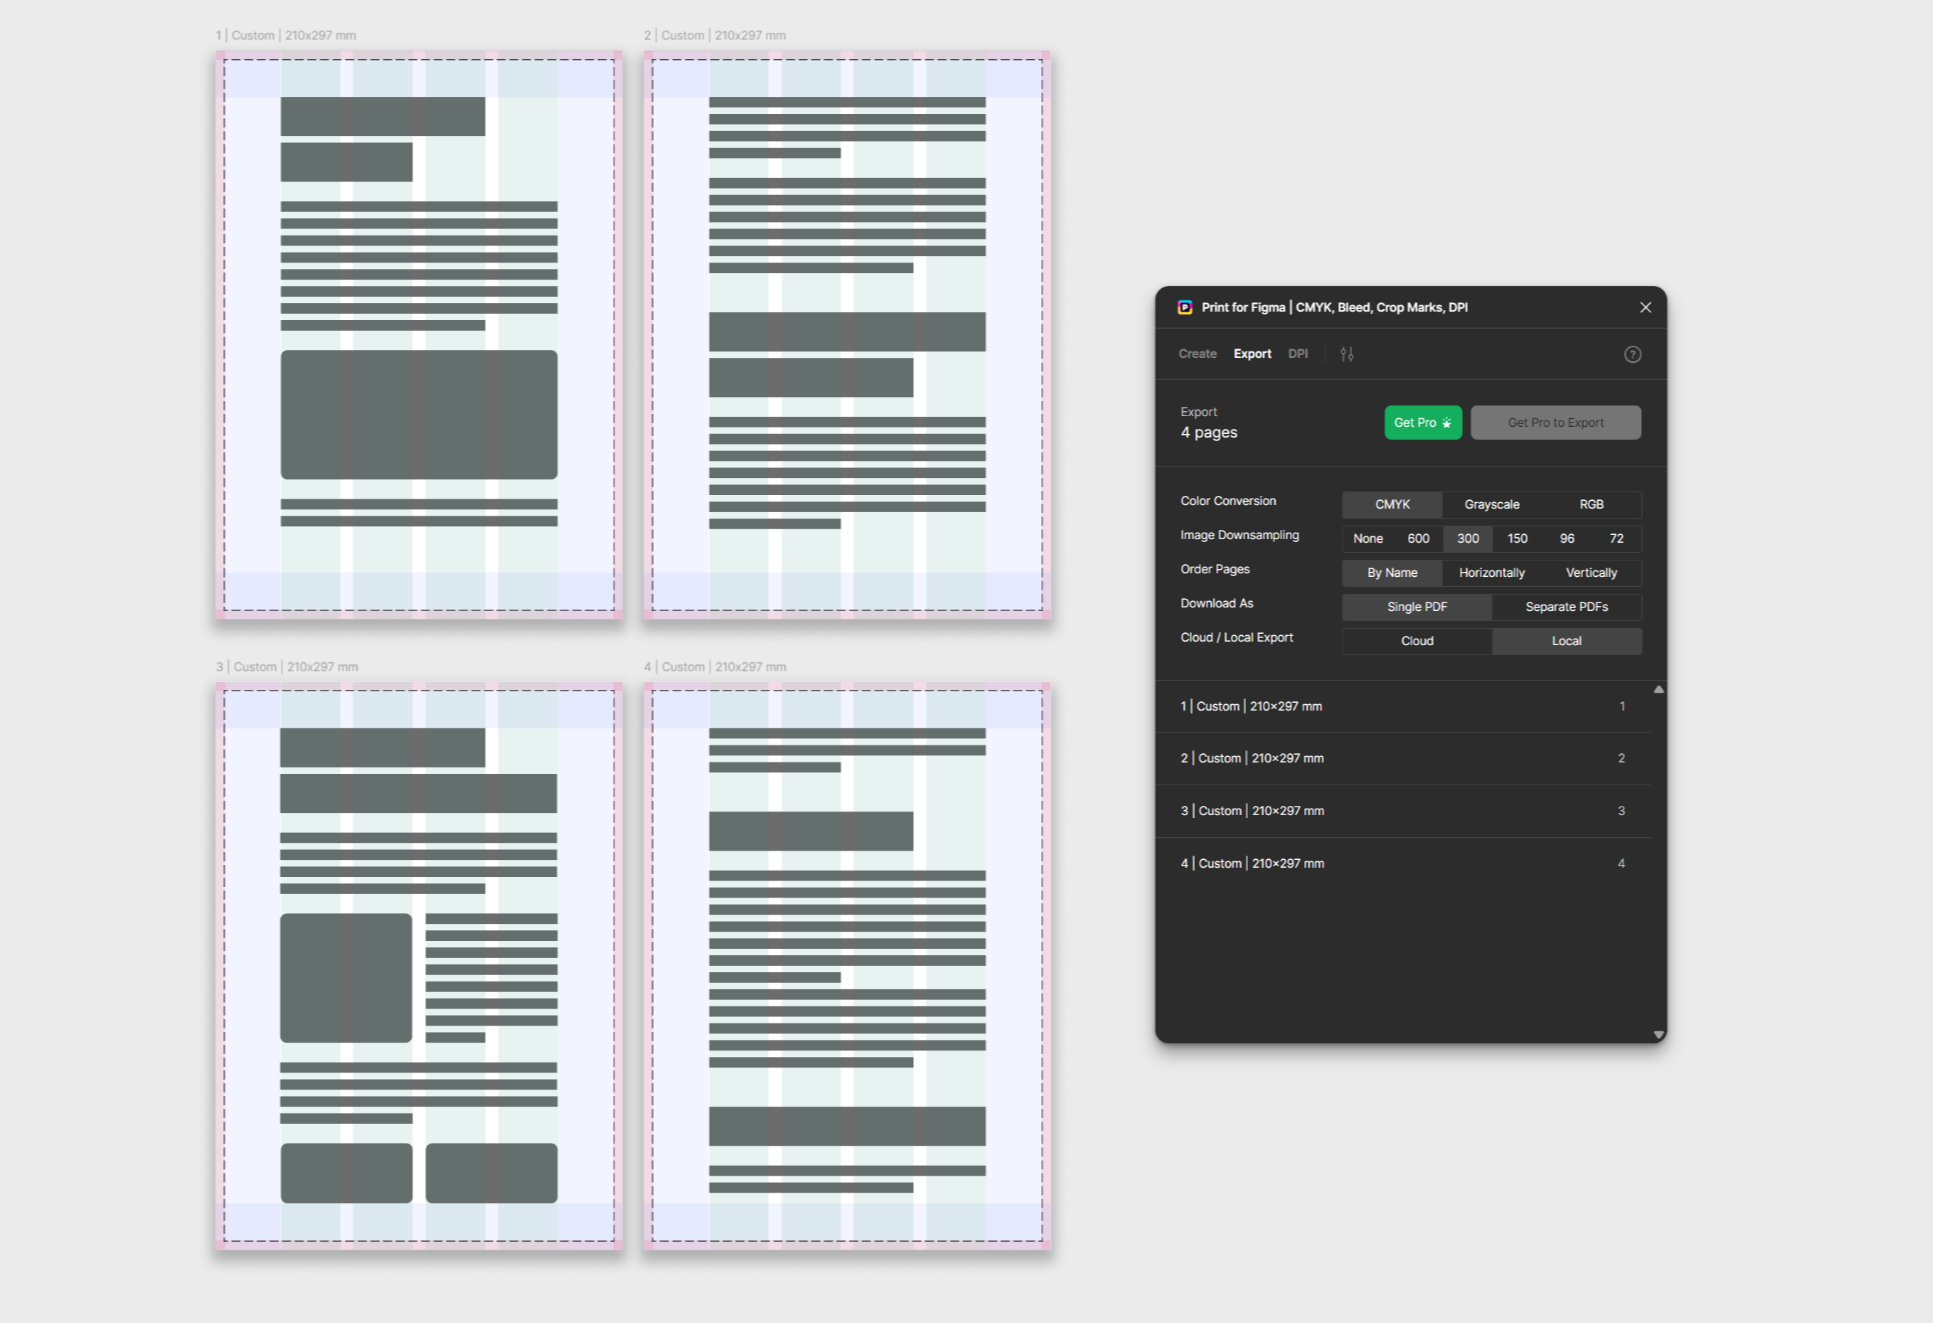 1 | Custom | 210x297 mm
2 | Custom | 210x297 mm
3 | Custom | 210x297 mm
4 | Custom | 210x297 mm
P Print for Figma | CMYK, Bleed, Crop Marks, DPI
Create Export DPI ?
Export
4 pages
Get Pro
Get Pro to Export
Color Conversion CMYK Grayscale RGB
Image Downsampling None 600 300 150 96 72
Order Pages By Name Horizontally Vertically
Download As Single PDF Separate PDFs
Cloud / Local Export Cloud Local
1 | Custom | 210×297 mm 1
2 | Custom | 210×297 mm 2
3 | Custom | 210×297 mm 3
4 | Custom | 210×297 mm 4